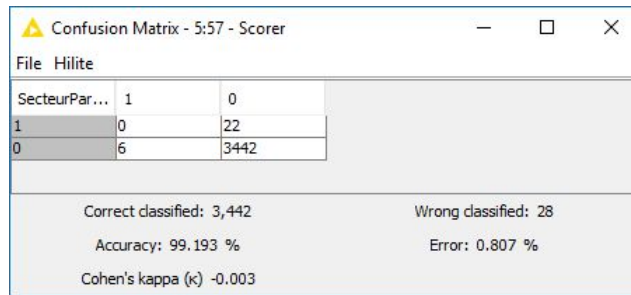 Confusion Matrix - 5:57 - Scorer
File Hilite
SecteurPar... 1 0
1 0 22
0 6 3442
Correct classified: 3,442 Wrong classified: 28
Accuracy: 99.193 % Error: 0.807 %
Cohen's kappa (κ) -0.003